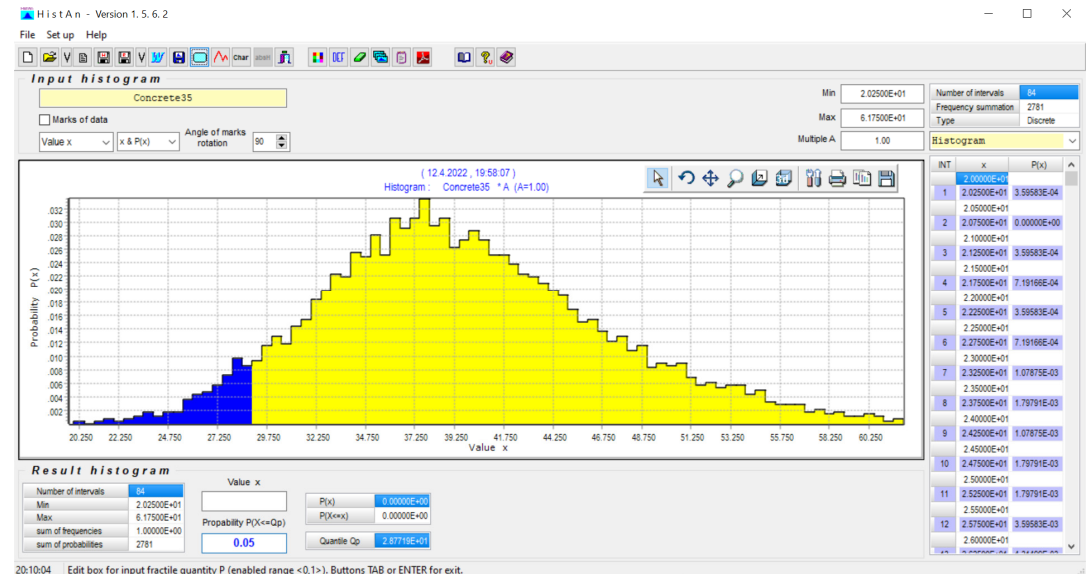 HistAn - Version 1.5.6.2
File Set up Help
V V Char
DEF
Input histogram
Concrete35
Marks of data
Value x x & P(x) Angle of marks rotation 90
Min 2.02500E+01
Max 6.17500E+01
Multiple A 1.00
Number of intervals 84
Frequency summation 2781
Type Discrete
Histogram
( 12.4.2022 , 19:58:07 )
Histogram : Concrete35 * A (A=1.00)
3D
Probability P(x)
.032
.030
.028
.026
.024
.022
.020
.018
.016
.014
.012
.010
.008
.006
.004
.002
20.250 22.250 24.750 27.250 29.750 32.250 34.750 37.250 39.250 41.750 44.250 46.750 48.750 51.250 53.250 55.750 58.250 60.250
Value x
INT x P(x)
2.00000E+01
1 2.02500E+01 3.59583E-04
2.05000E+01
2 2.07500E+01 0.00000E+00
2.10000E+01
3 2.12500E+01 3.59583E-04
2.15000E+01
4 2.17500E+01 7.19166E-04
2.20000E+01
5 2.22500E+01 3.59583E-04
2.25000E+01
6 2.27500E+01 7.19166E-04
2.30000E+01
7 2.32500E+01 1.07875E-03
2.35000E+01
8 2.37500E+01 1.79791E-03
2.40000E+01
9 2.42500E+01 1.07875E-03
2.45000E+01
10 2.47500E+01 1.79791E-03
2.50000E+01
11 2.52500E+01 1.79791E-03
2.55000E+01
12 2.57500E+01 3.59583E-03
2.60000E+01
Result histogram
Number of intervals 84
Min 2.02500E+01
Max 6.17500E+01
sum of frequencies 1.00000E+00
sum of probabilities 2781
Value x
Propability P(X<=Qp)
0.05
P(x) 0.00000E+00
P(X<=x) 0.00000E+00
Quantile Qp 2.87719E+01
20:10:04 Edit box for input fractile quantity P (enabled range <0,1>). Buttons TAB or ENTER for exit.